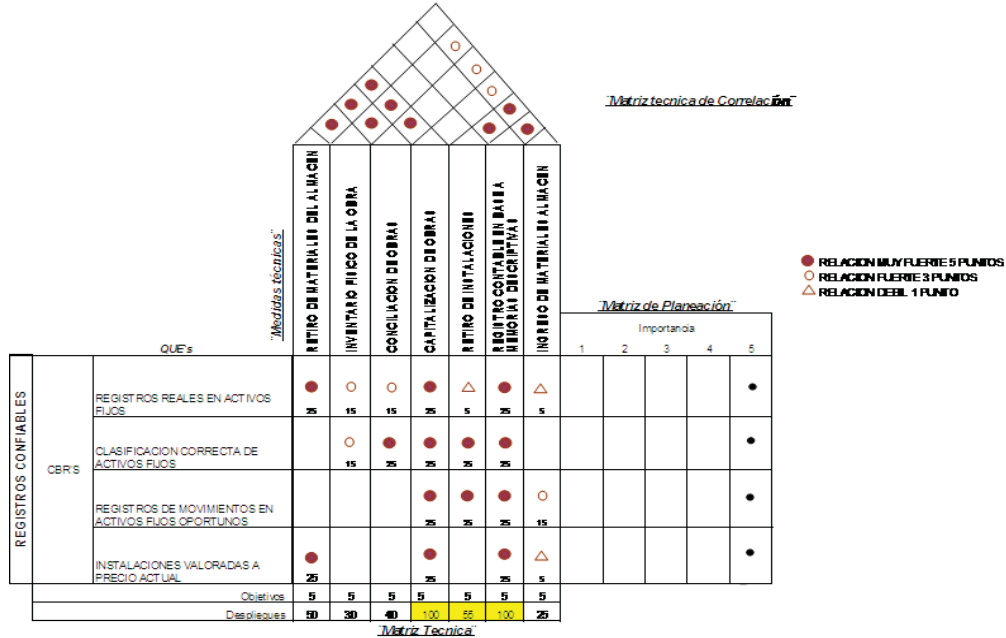 "Matriz tecnica de Correlación"
"Medidas técnicas"
RETIRO DE MATERIALES DEL ALMACEN
INVENTARIO FISICO DE LA OBRA
CONCILIACION DE OBRAS
CAPITALIZACION DE OBRAS
RETIRO DE INSTALACIONES
REGISTRO CONTABLE EN BASE A
MEMORIAS DESCRIPTIVAS
INGRESO DE MATERIALES ALMACEN
RELACION MUY FUERTE 5 PUNTOS
RELACION FUERTE 3 PUNTOS
RELACION DEBIL 1 PUNTO
"Matriz de Planeación"
Importancia
QUE's
1 2 3 4 5
REGISTROS CONFIABLES
CBR'S
REGISTROS REALES EN ACTIVOS
FIJOS
25 15 15 25 5 25 5
CLASIFICACION CORRECTA DE
ACTIVOS FIJOS
15 25 25 25 25
REGISTROS DE MOVIMIENTOS EN
ACTIVOS FIJOS OPORTUNOS
25 25 25 15
INSTALACIONES VALORADAS A
PRECIO ACTUAL
25 25 25 5
Objetivos 5 5 5 5 5 5 5
Despliegues 50 30 40 100 55 100 25
"Matriz Tecnica"